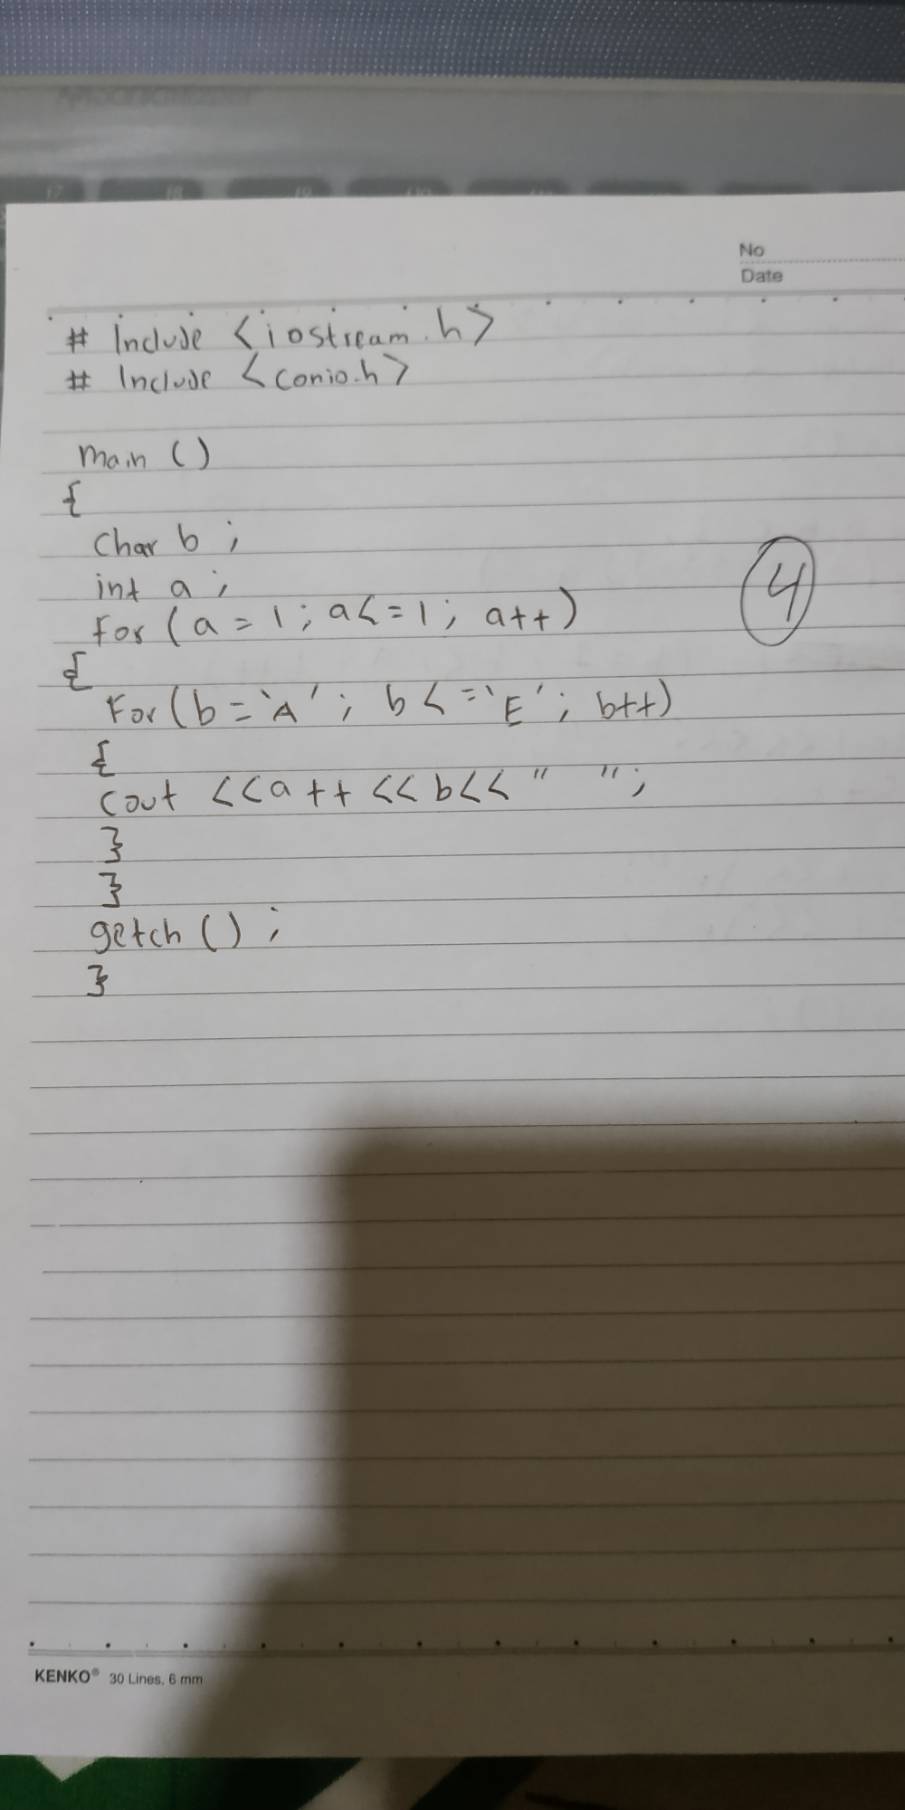 No
Date
# Include <iostream.h>
# Include <conio.h>
main ()
{
char b ;
int a ;
for (a = 1 ; a <= 1 ; a++)
4
{
For (b = 'A' ; b <= 'E' ; b++)
{
cout <<a ++ << b<< "   ";
}
}
getch () ;
}
KENKO® 30 Lines, 6 mm